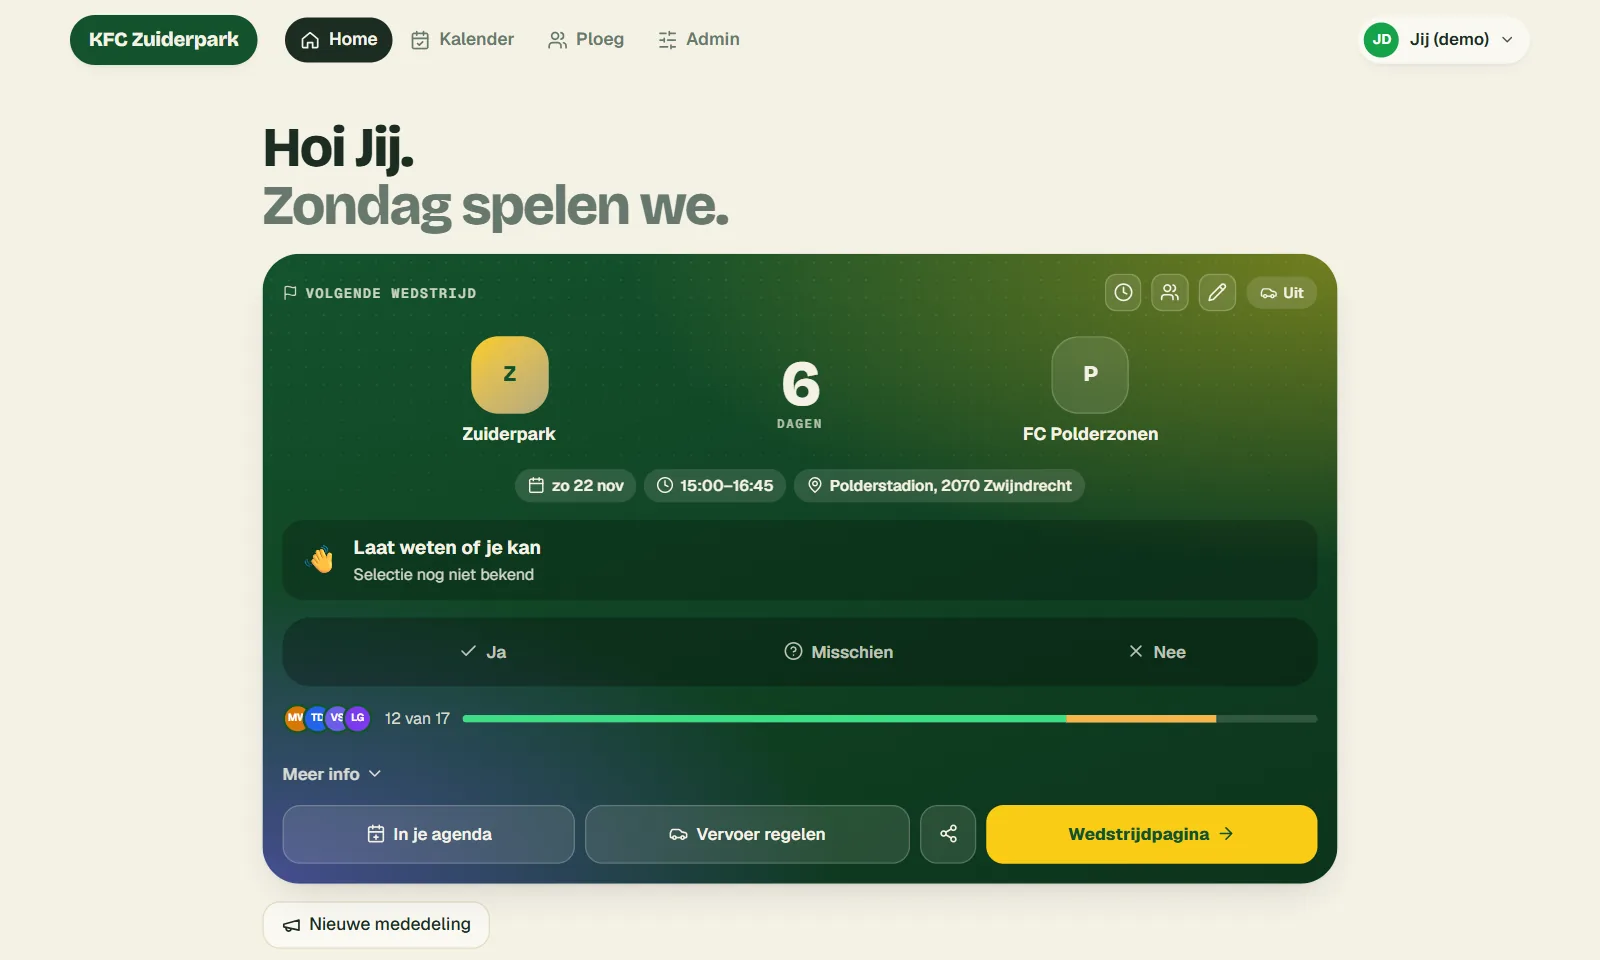 KFC Zuiderpark
Home
Kalender
Ploeg
Admin
JD
Jij (demo)
Hoi Jij.
Zondag spelen we.
VOLGENDE WEDSTRIJD
Uit
Z
6
P
DAGEN
Zuiderpark
FC Polderzonen
zo 22 nov
15:00–16:45
Polderstadion, 2070 Zwijndrecht
Laat weten of je kan
Selectie nog niet bekend
Ja
Misschien
Nee
MV
TD
VS
LG
12 van 17
Meer info
In je agenda
Vervoer regelen
Wedstrijdpagina
Nieuwe mededeling